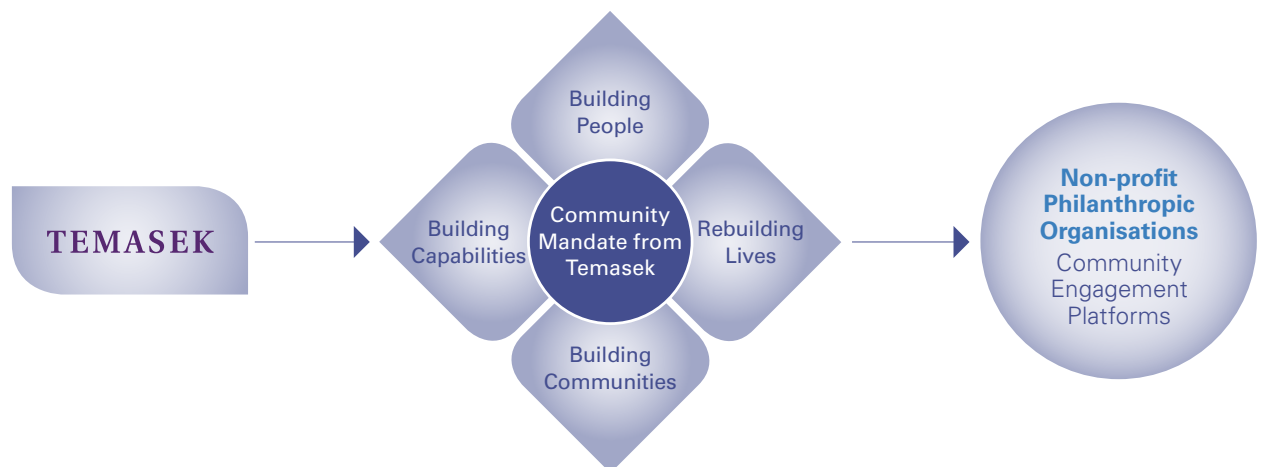 TEMASEK
Building
People
Building
Capabilities
Community
Mandate from
Temasek
Rebuilding
Lives
Building
Communities
Non-profit
Philanthropic
Organisations
Community
Engagement
Platforms